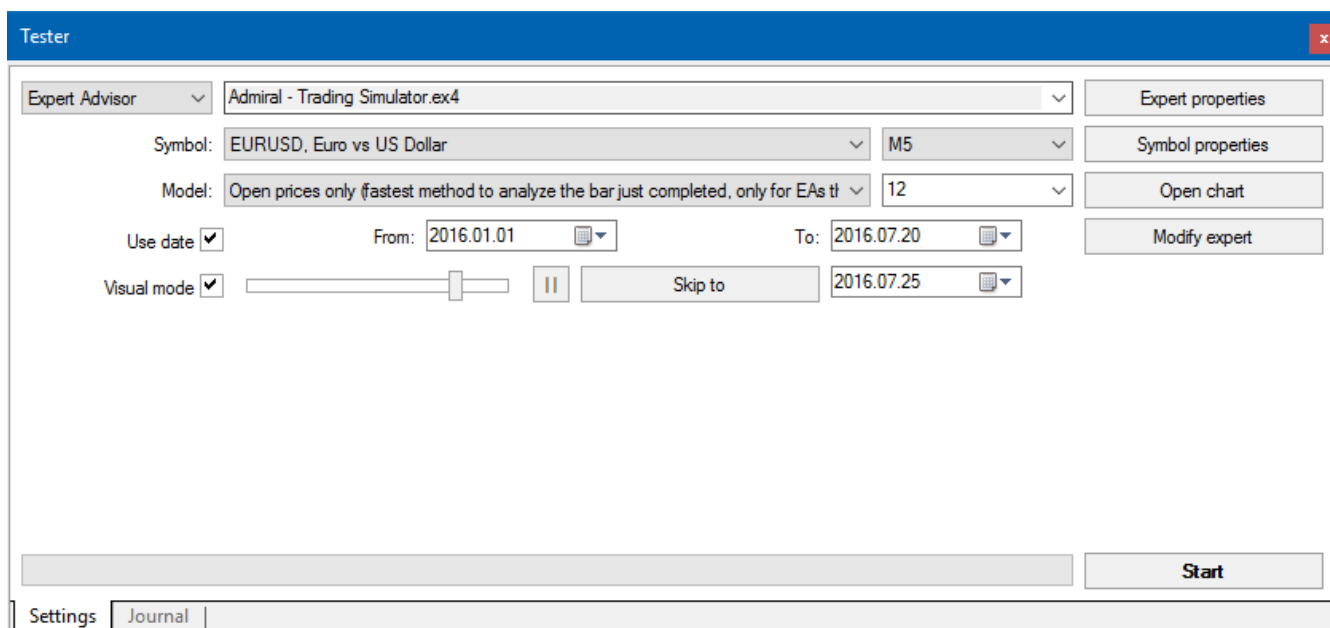 Tester
x
Expert Advisor Admiral - Trading Simulator.ex4 Expert properties
Symbol: EURUSD, Euro vs US Dollar M5 Symbol properties
Model: Open prices only (fastest method to analyze the bar just completed, only for EAs th 12 Open chart
Use date From: 2016.01.01 To: 2016.07.20 Modify expert
Visual mode Skip to 2016.07.25
Start
Settings Journal